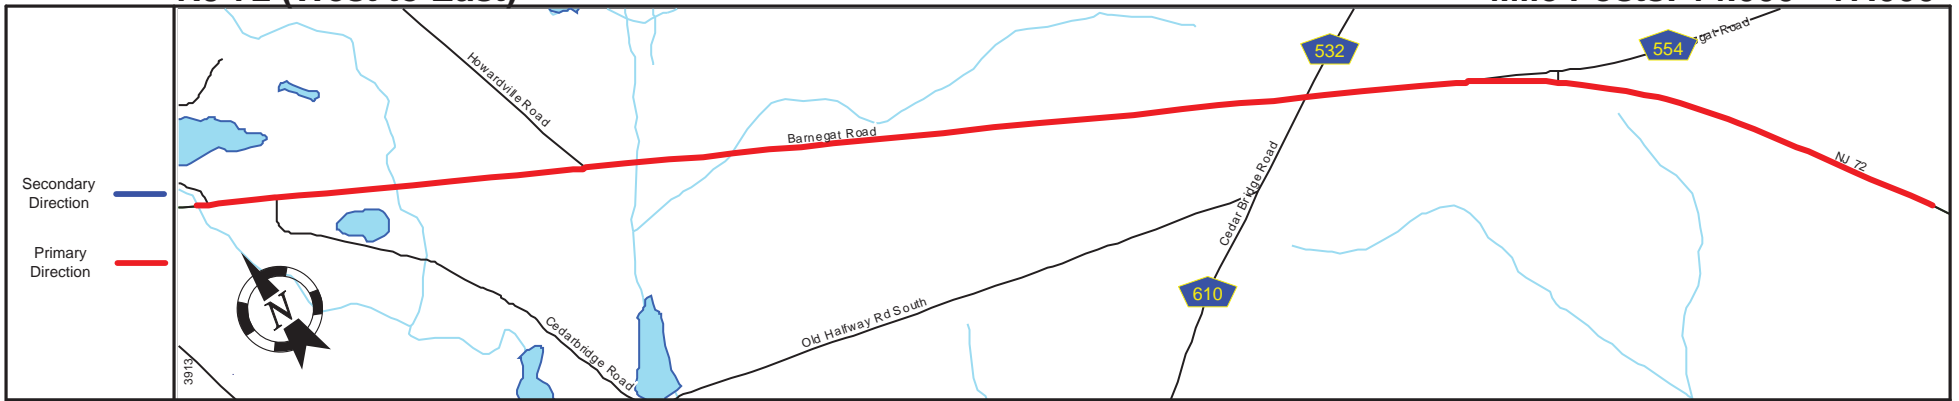 Howardville Road
Barnegat Road
532
554
NJ 72
Cedar Bridge Road
Secondary
Direction
Primary
Direction
N
610
Old Halfway Rd South
Cedarbridge Road
3913